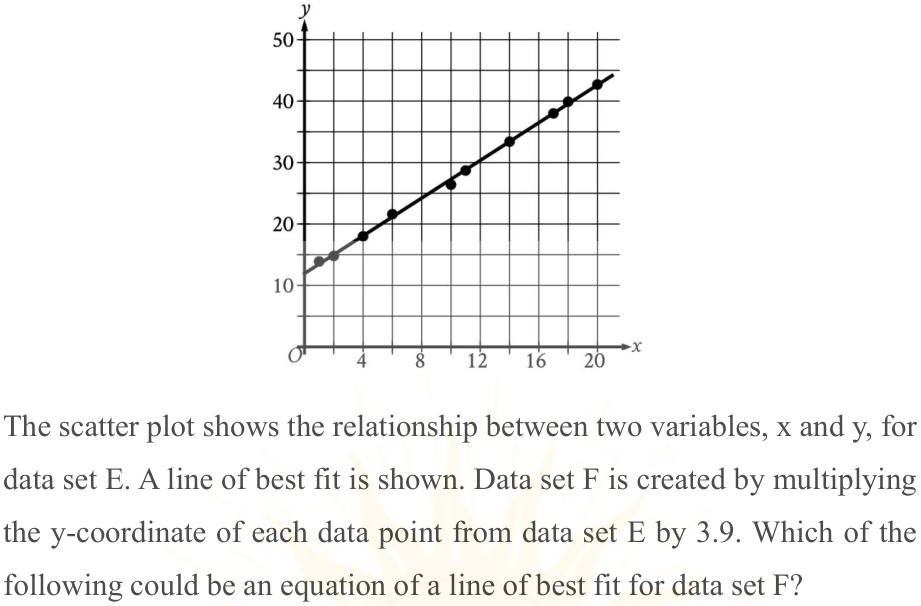 y
50
40
30
20
10
O 4 8 12 16 20 x
The scatter plot shows the relationship between two variables, x and y, for
data set E. A line of best fit is shown. Data set F is created by multiplying
the y-coordinate of each data point from data set E by 3.9. Which of the
following could be an equation of a line of best fit for data set F?